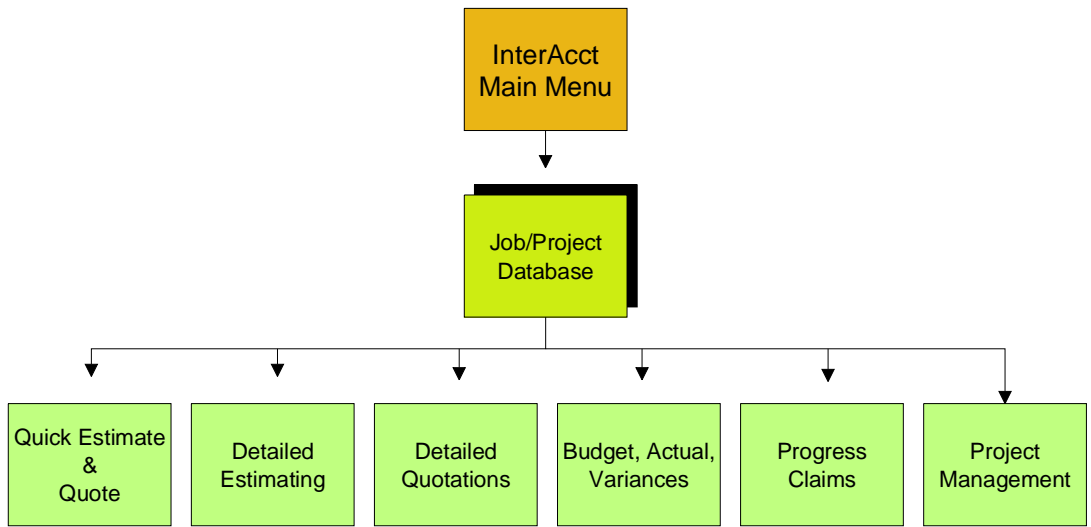 InterAcct
Main Menu
Job/Project
Database
Quick Estimate
&
Quote
Detailed
Estimating
Detailed
Quotations
Budget, Actual,
Variances
Progress
Claims
Project
Management